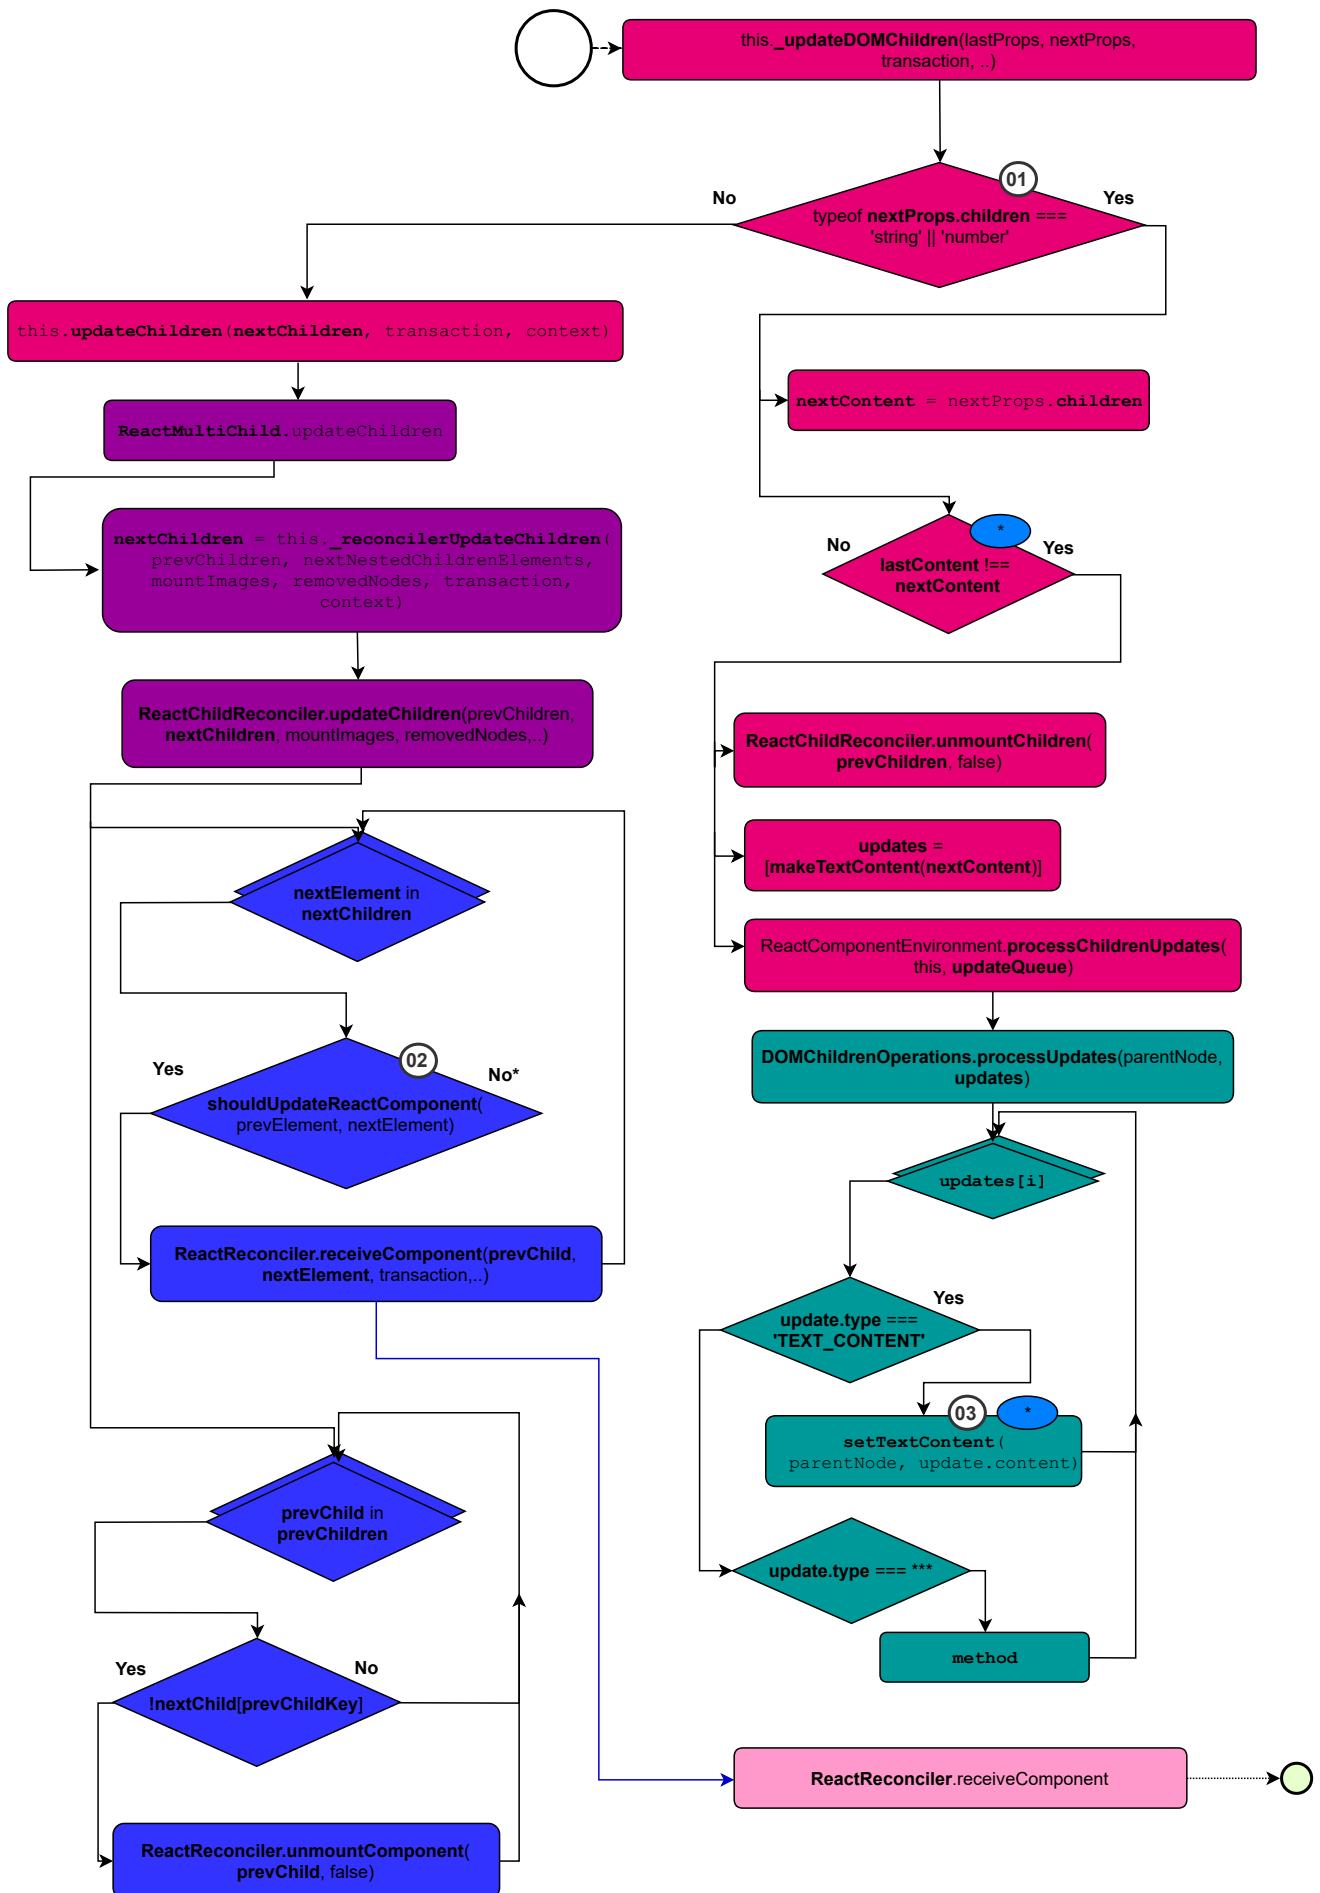 this._updateDOMChildren(lastProps, nextProps,
transaction, ..)
01
No
Yes
typeof nextProps.children ===
'string' || 'number'
this.updateChildren(nextChildren, transaction, context)
nextContent = nextProps.children
ReactMultiChild.updateChildren
nextChildren = this._reconcilerUpdateChildren(
prevChildren, nextNestedChildrenElements,
mountImages, removedNodes, transaction,
context)
*
No
Yes
lastContent !==
nextContent
ReactChildReconciler.updateChildren(prevChildren,
nextChildren, mountImages, removedNodes,..)
ReactChildReconciler.unmountChildren(
prevChildren, false)
updates =
[makeTextContent(nextContent)]
nextElement in
nextChildren
ReactComponentEnvironment.processChildrenUpdates(
this, updateQueue)
DOMChildrenOperations.processUpdates(parentNode,
updates)
02
Yes
No*
shouldUpdateReactComponent(
prevElement, nextElement)
updates[i]
ReactReconciler.receiveComponent(prevChild,
nextElement, transaction,..)
Yes
update.type ===
'TEXT_CONTENT'
03
*
setTextContent(
parentNode, update.content)
prevChild in
prevChildren
update.type === ***
method
Yes
No
!nextChild[prevChildKey]
ReactReconciler.receiveComponent
ReactReconciler.unmountComponent(
prevChild, false)